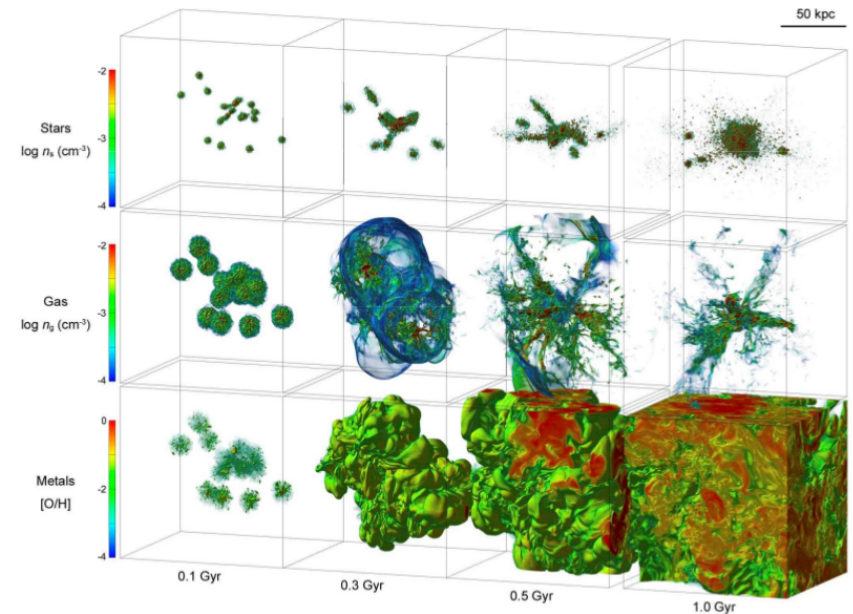 50 kpc
-2
Stars
-3
log nₛ (cm⁻³)
-4
-2
Gas
-3
log n_g (cm⁻³)
-4
0
Metals
-2
[O/H]
-4
0.1 Gyr
0.3 Gyr
0.5 Gyr
1.0 Gyr